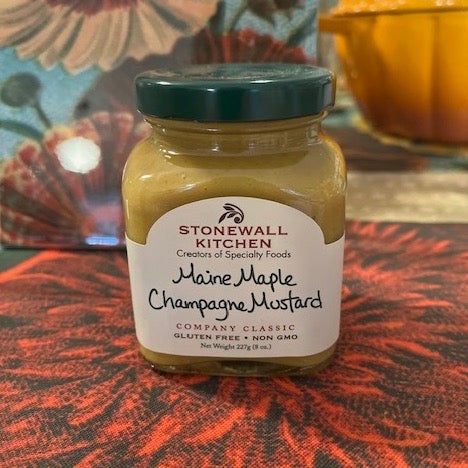 STONEWALL
KITCHEN
Creators of Specialty Foods
Maine Maple
Champagne Mustard
COMPANY CLASSIC
GLUTEN FREE • NON GMO
Net Weight 227g (8 oz.)